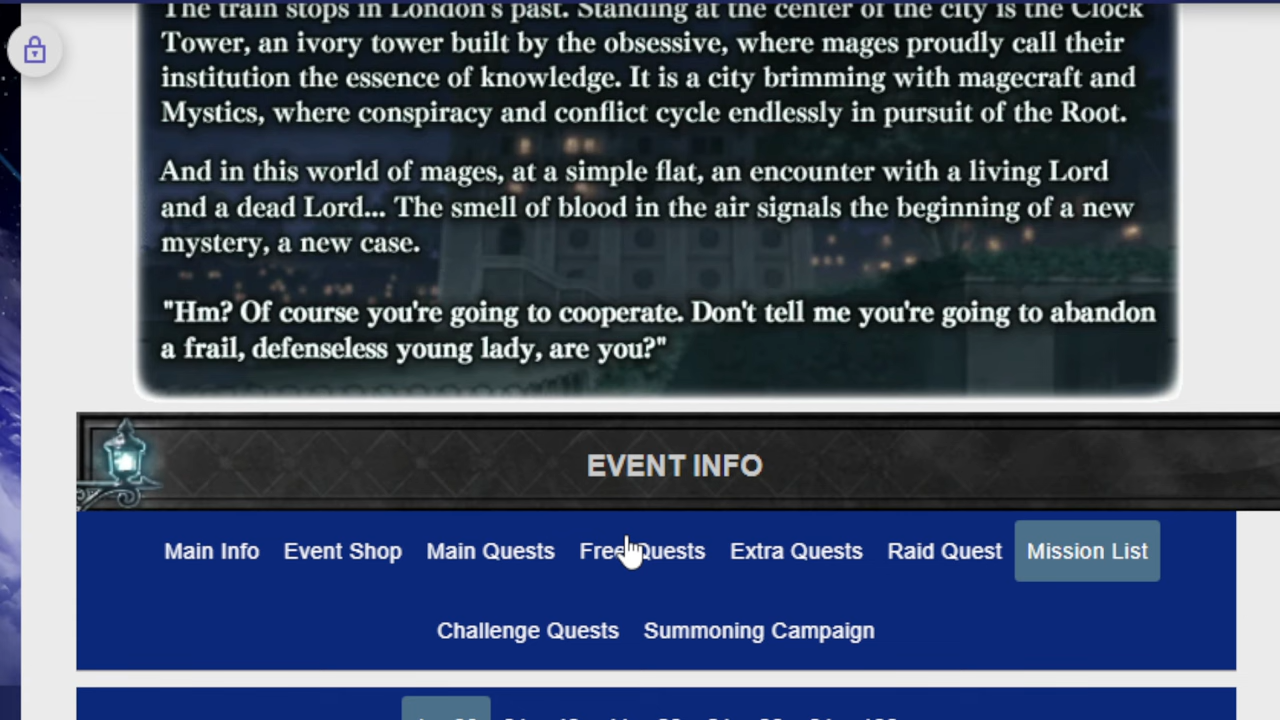 The train stops in London's past. Standing at the center of the city is the Clock
Tower, an ivory tower built by the obsessive, where mages proudly call their
institution the essence of knowledge. It is a city brimming with magecraft and
Mystics, where conspiracy and conflict cycle endlessly in pursuit of the Root.
And in this world of mages, at a simple flat, an encounter with a living Lord
and a dead Lord... The smell of blood in the air signals the beginning of a new
mystery, a new case.
"Hm? Of course you're going to cooperate. Don't tell me you're going to abandon
a frail, defenseless young lady, are you?"
EVENT INFO
Main Info Event Shop Main Quests Free Quests Extra Quests Raid Quest Mission List
Challenge Quests Summoning Campaign